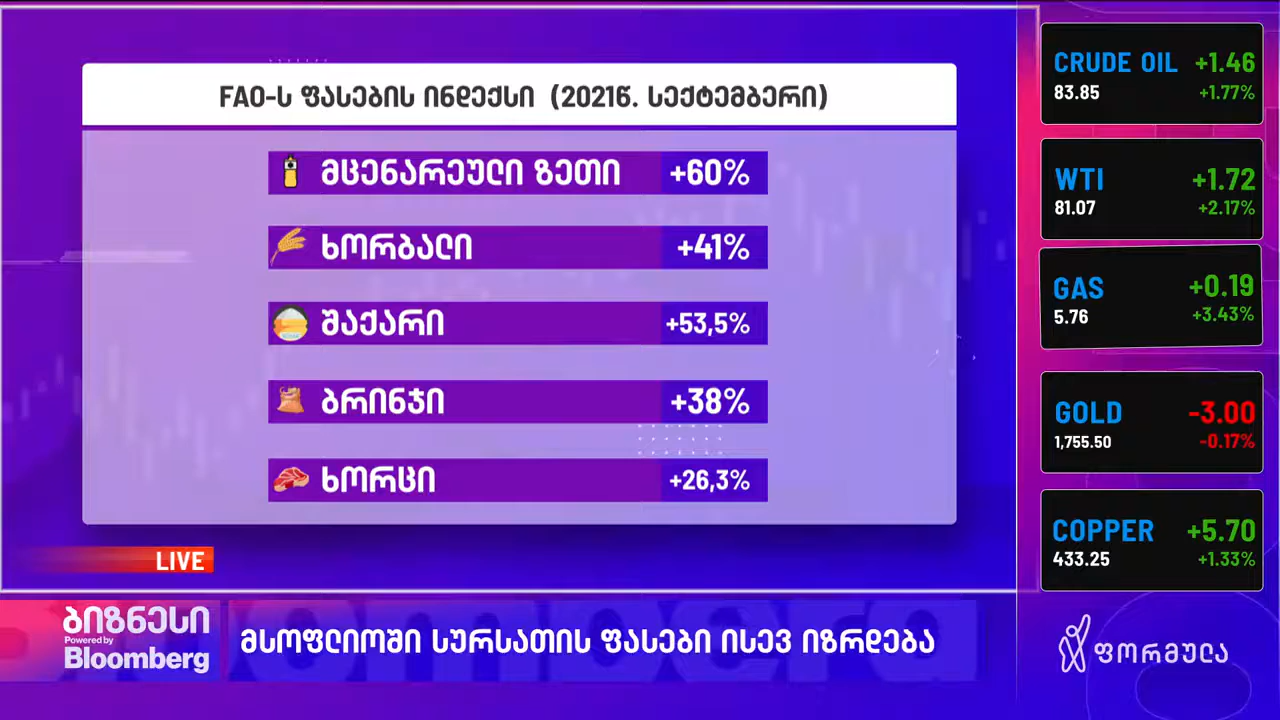 FAO-ს ფასების ინდექსი (2021წ. სექტემბერი)
მცენარეული ზეთი +60%
ხორბალი +41%
შაქარი +53,5%
ბრინჯი +38%
ხორცი +26,3%
LIVE
ბიზნესი
Powered by
Bloomberg
მსოფლიოში სურსათის ფასები ისევ იზრდება
CRUDE OIL +1.46
83.85 +1.77%
WTI +1.72
81.07 +2.17%
GAS +0.19
5.76 +3.43%
GOLD -3.00
1,755.50 -0.17%
COPPER +5.70
433.25 +1.33%
ფორმულა